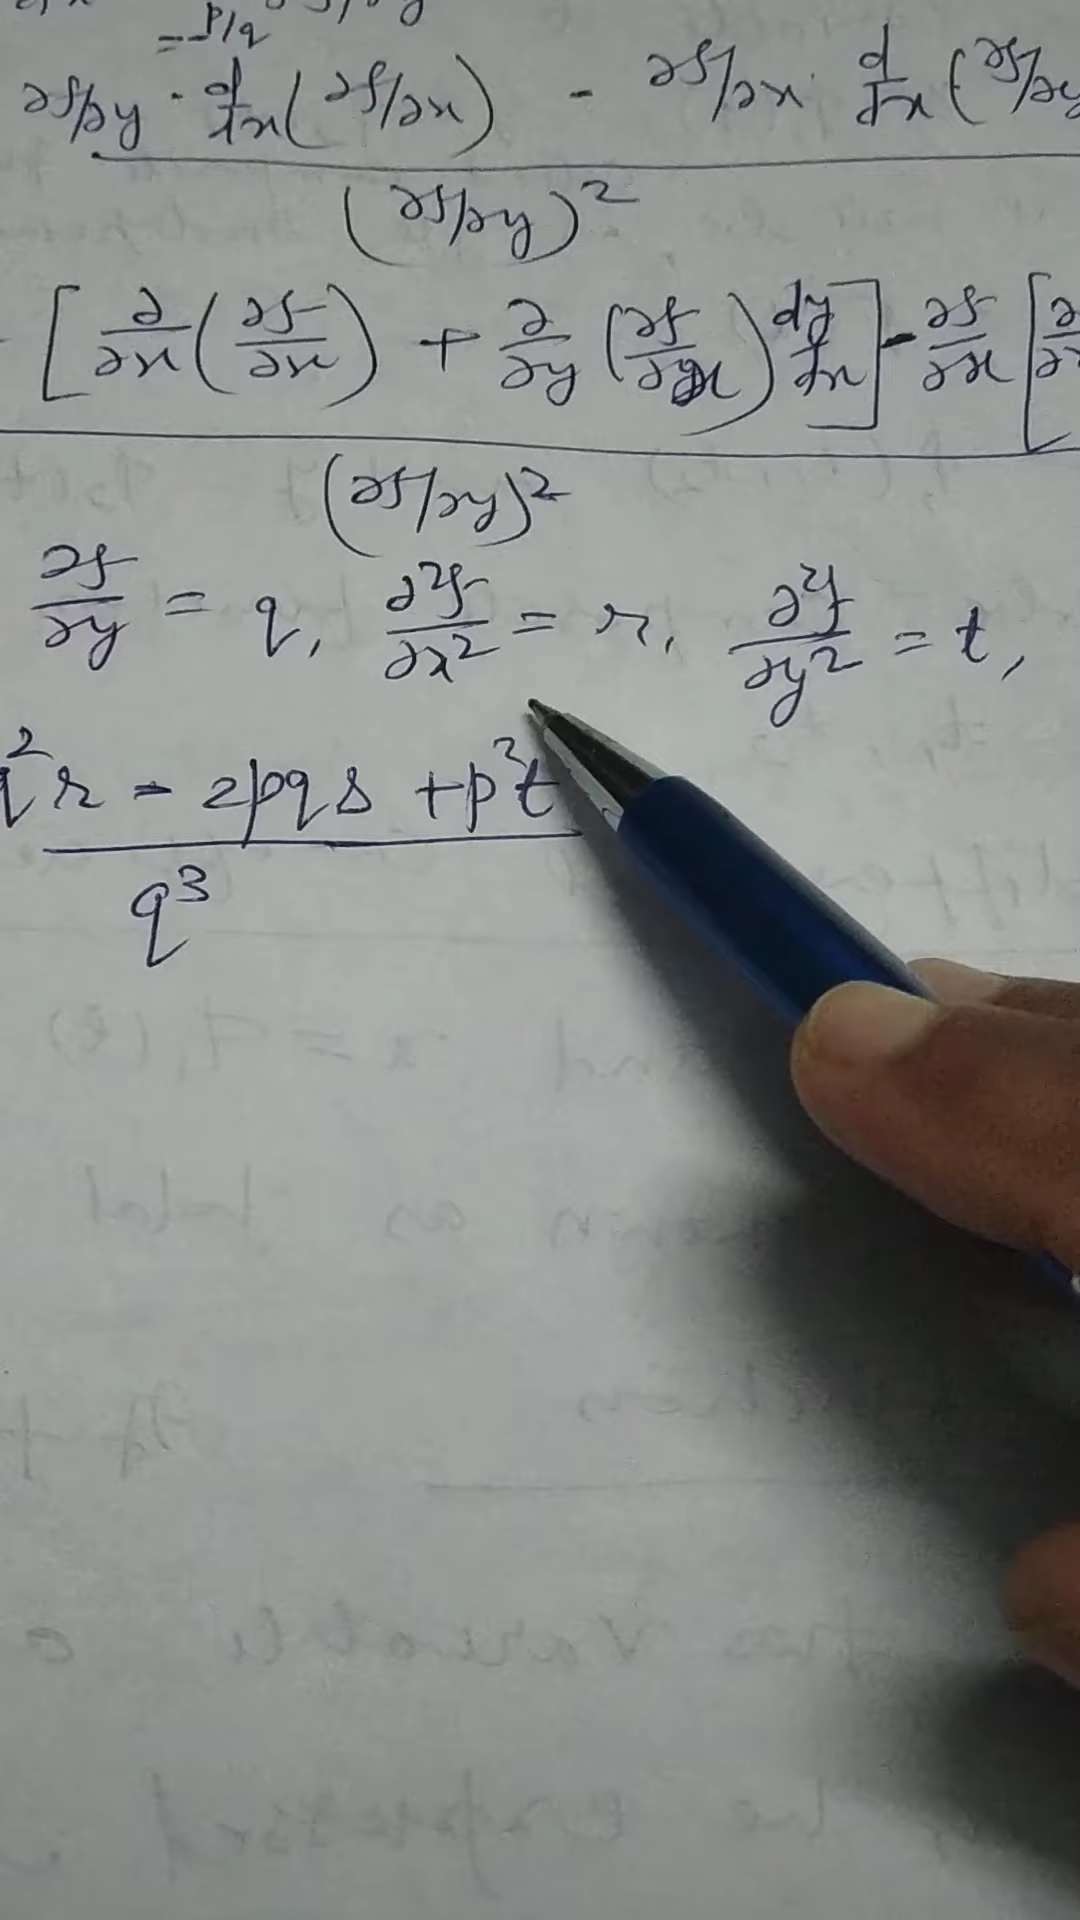 = -p/q
∂f/∂y · d/dx (∂f/∂x) - ∂f/∂x · d/dx (∂f/∂y
(∂f/∂y)²
[∂/∂x (∂f/∂x) + ∂/∂y (∂f/∂x) dy/dx] - ∂f/∂x [
(∂f/∂y)²
∂f/∂y = q, ∂²f/∂x² = r, ∂²f/∂y² = t,
q²r - 2pqs + p²t
q³